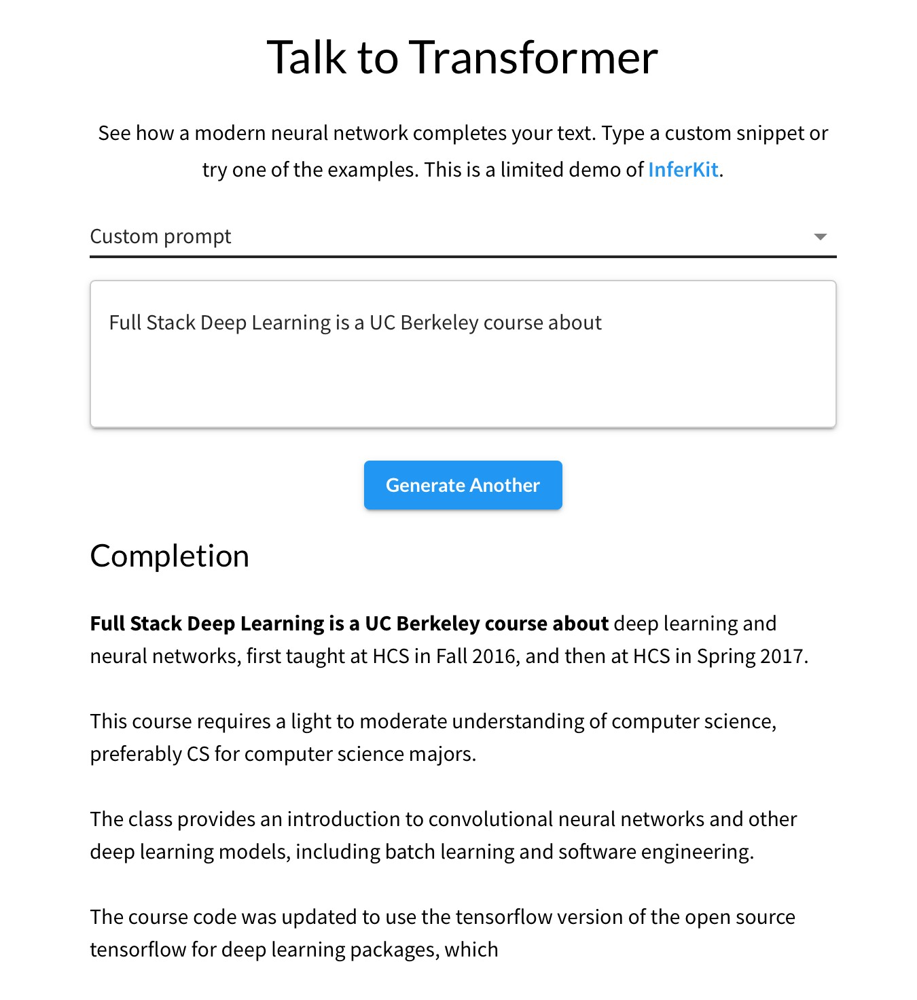 Talk to Transformer
See how a modern neural network completes your text. Type a custom snippet or
try one of the examples. This is a limited demo of InferKit.
Custom prompt
Full Stack Deep Learning is a UC Berkeley course about
Generate Another
Completion
Full Stack Deep Learning is a UC Berkeley course about deep learning and
neural networks, first taught at HCS in Fall 2016, and then at HCS in Spring 2017.
This course requires a light to moderate understanding of computer science,
preferably CS for computer science majors.
The class provides an introduction to convolutional neural networks and other
deep learning models, including batch learning and software engineering.
The course code was updated to use the tensorflow version of the open source
tensorflow for deep learning packages, which